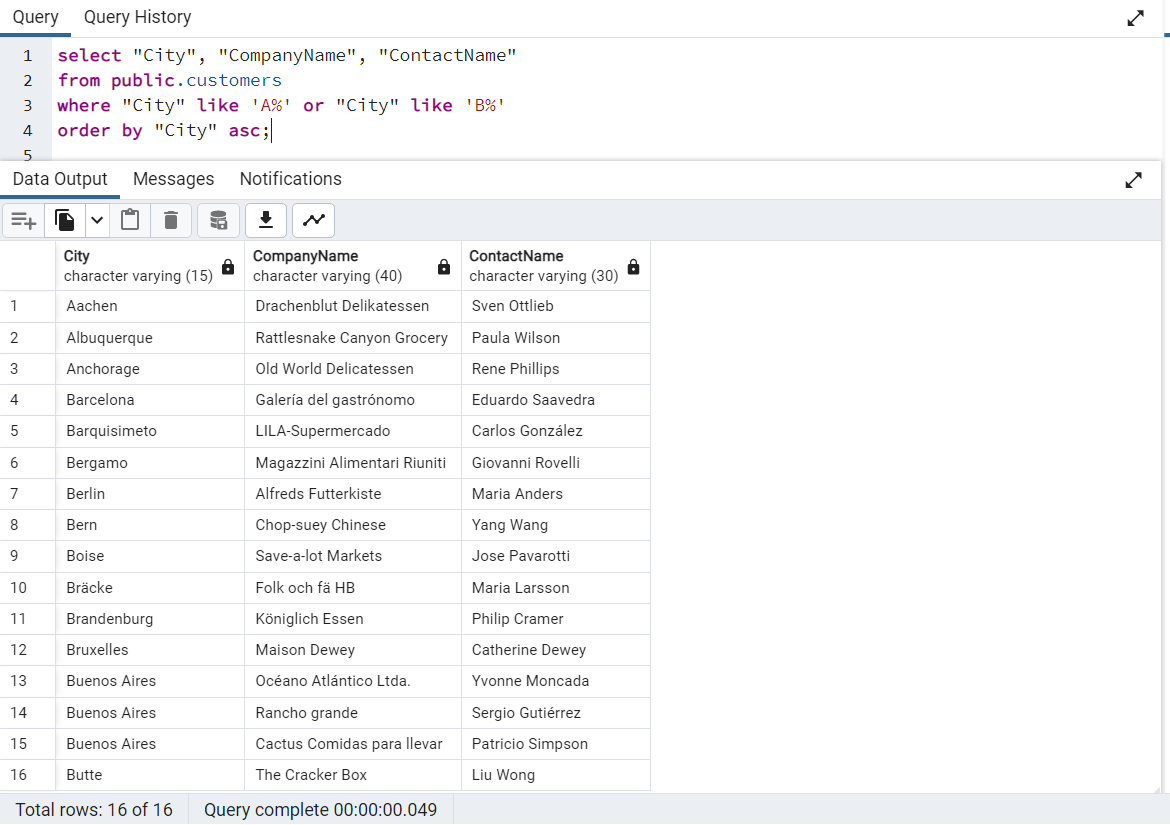 Query Query History
1 select "City", "CompanyName", "ContactName"
2 from public.customers
3 where "City" like 'A%' or "City" like 'B%'
4 order by "City" asc;
5
Data Output Messages Notifications
City CompanyName ContactName
character varying (15) character varying (40) character varying (30)
1 Aachen Drachenblut Delikatessen Sven Ottlieb
2 Albuquerque Rattlesnake Canyon Grocery Paula Wilson
3 Anchorage Old World Delicatessen Rene Phillips
4 Barcelona Galería del gastrónomo Eduardo Saavedra
5 Barquisimeto LILA-Supermercado Carlos González
6 Bergamo Magazzini Alimentari Riuniti Giovanni Rovelli
7 Berlin Alfreds Futterkiste Maria Anders
8 Bern Chop-suey Chinese Yang Wang
9 Boise Save-a-lot Markets Jose Pavarotti
10 Bräcke Folk och fä HB Maria Larsson
11 Brandenburg Königlich Essen Philip Cramer
12 Bruxelles Maison Dewey Catherine Dewey
13 Buenos Aires Océano Atlántico Ltda. Yvonne Moncada
14 Buenos Aires Rancho grande Sergio Gutiérrez
15 Buenos Aires Cactus Comidas para llevar Patricio Simpson
16 Butte The Cracker Box Liu Wong
Total rows: 16 of 16 Query complete 00:00:00.049